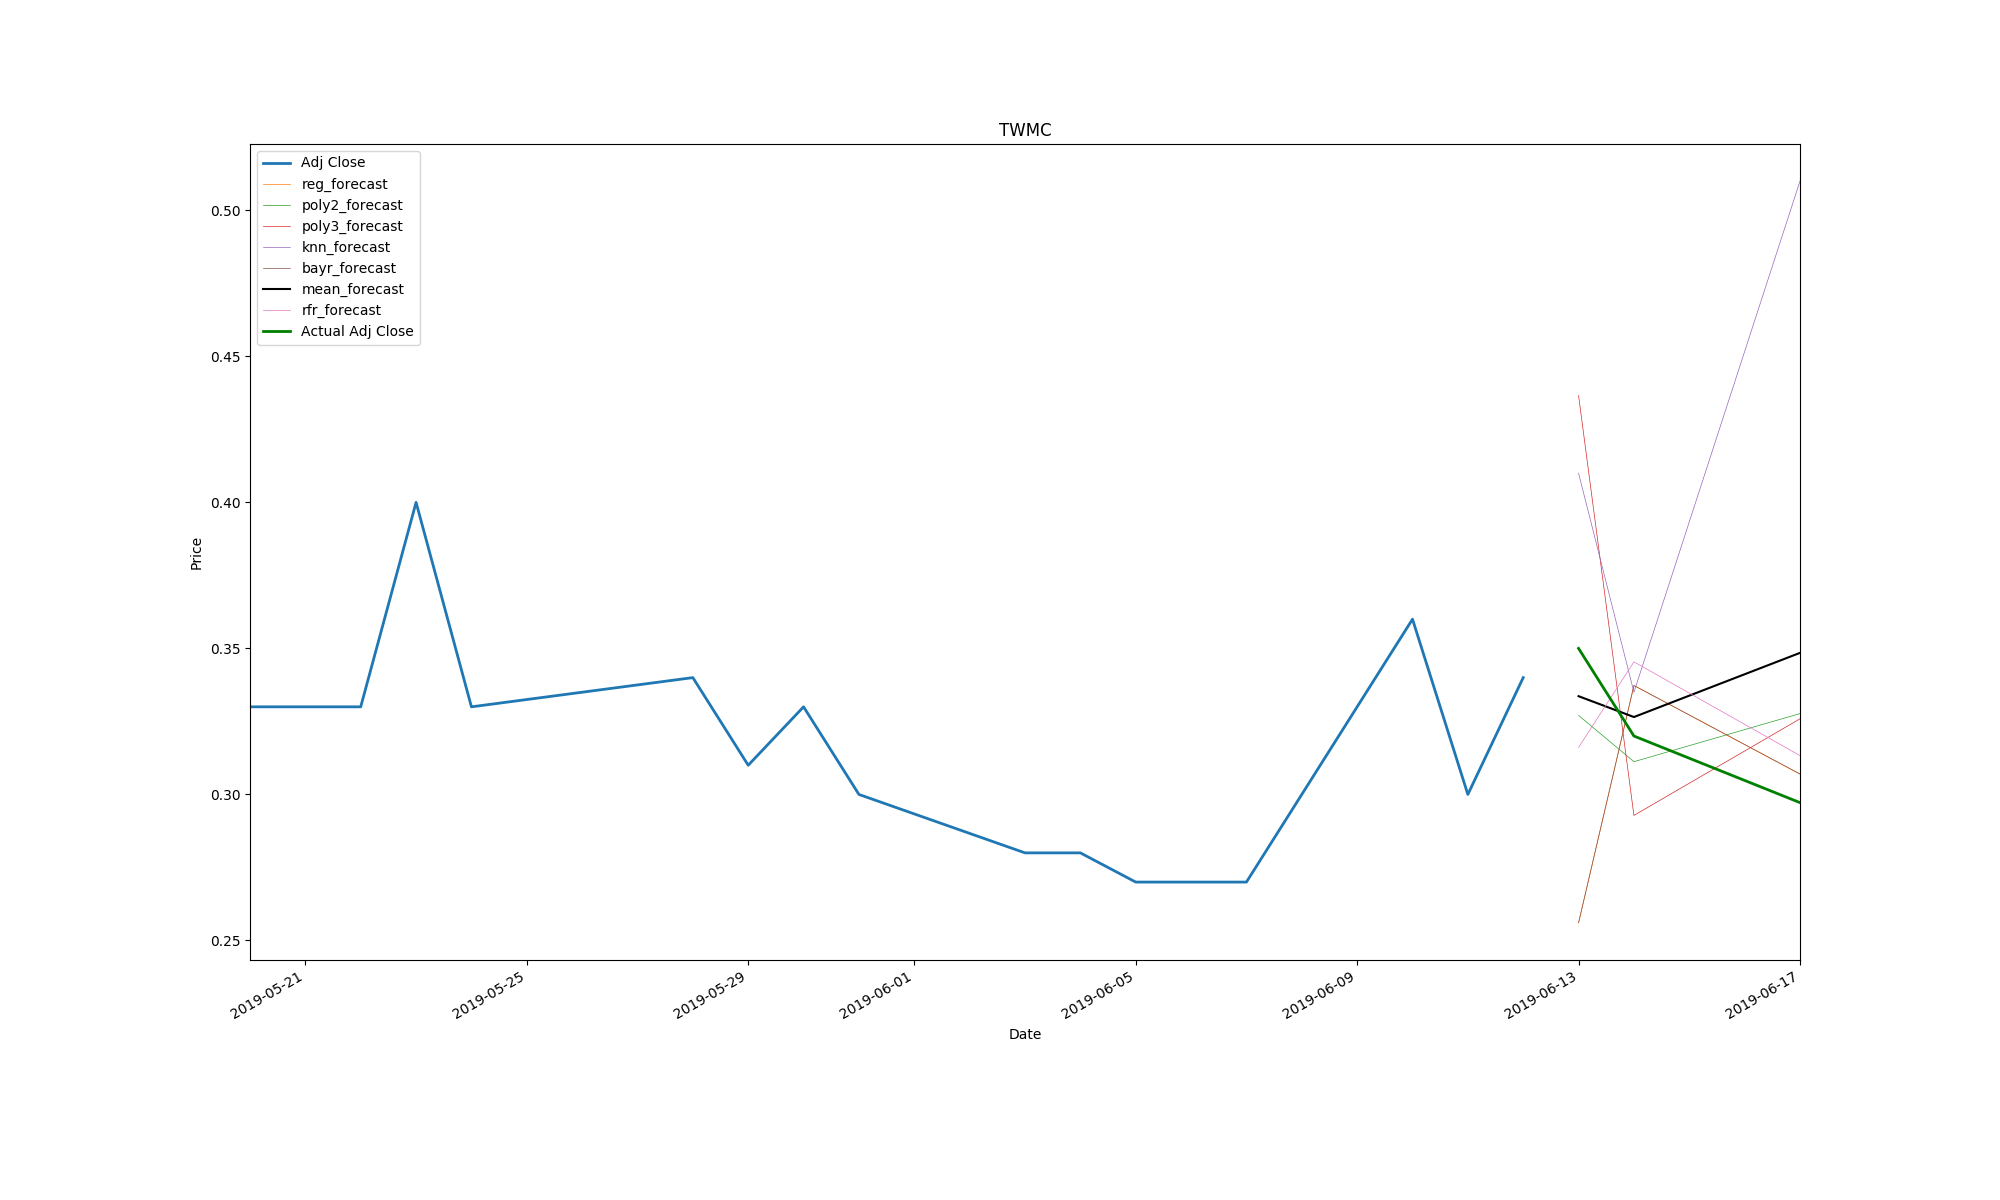 TWMC
Adj Close
reg_forecast
poly2_forecast
poly3_forecast
knn_forecast
bayr_forecast
mean_forecast
rfr_forecast
Actual Adj Close
0.50
0.45
0.40
0.35
0.30
0.25
Price
2019-05-21
2019-05-25
2019-05-29
2019-06-01
2019-06-05
2019-06-09
2019-06-13
2019-06-17
Date